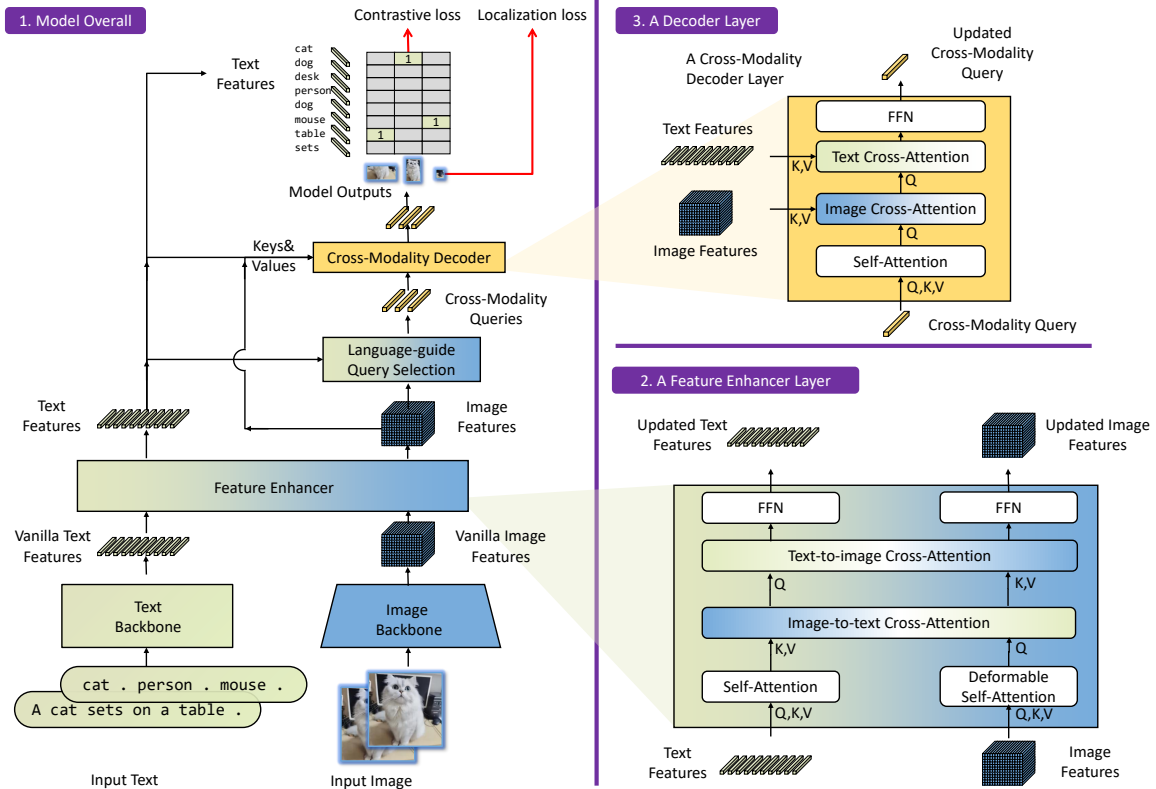 1. Model Overall
Contrastive loss
Localization loss
cat
dog
desk
person
dog
mouse
table
sets
1
1
1
Text
Features
Model Outputs
Keys&
Values
Cross-Modality Decoder
Cross-Modality
Queries
Language-guide
Query Selection
Text
Features
Image
Features
Feature Enhancer
Vanilla Text
Features
Vanilla Image
Features
Text
Backbone
Image
Backbone
cat . person . mouse .
A cat sets on a table .
Input Text
Input Image
3. A Decoder Layer
A Cross-Modality
Decoder Layer
Updated
Cross-Modality
Query
FFN
Text Features
Text Cross-Attention
K,V
Q
Image Cross-Attention
K,V
Q
Image Features
Self-Attention
Q,K,V
Cross-Modality Query
2. A Feature Enhancer Layer
Updated Text
Features
Updated Image
Features
FFN
FFN
Text-to-image Cross-Attention
Q
K,V
Image-to-text Cross-Attention
K,V
Q
Self-Attention
Deformable
Self-Attention
Q,K,V
Q,K,V
Text
Features
Image
Features